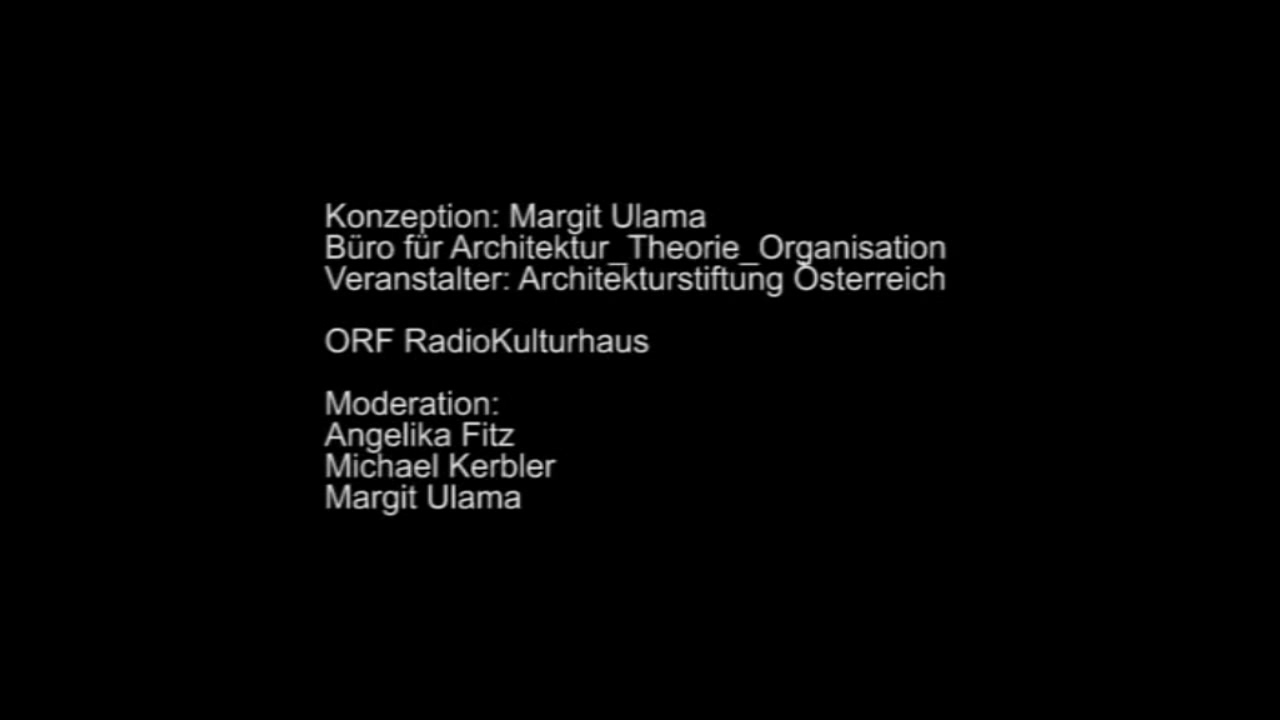 Konzeption: Margit Ulama
Büro für Architektur_Theorie_Organisation
Veranstalter: Architekturstiftung Österreich
ORF RadioKulturhaus
Moderation:
Angelika Fitz
Michael Kerbler
Margit Ulama